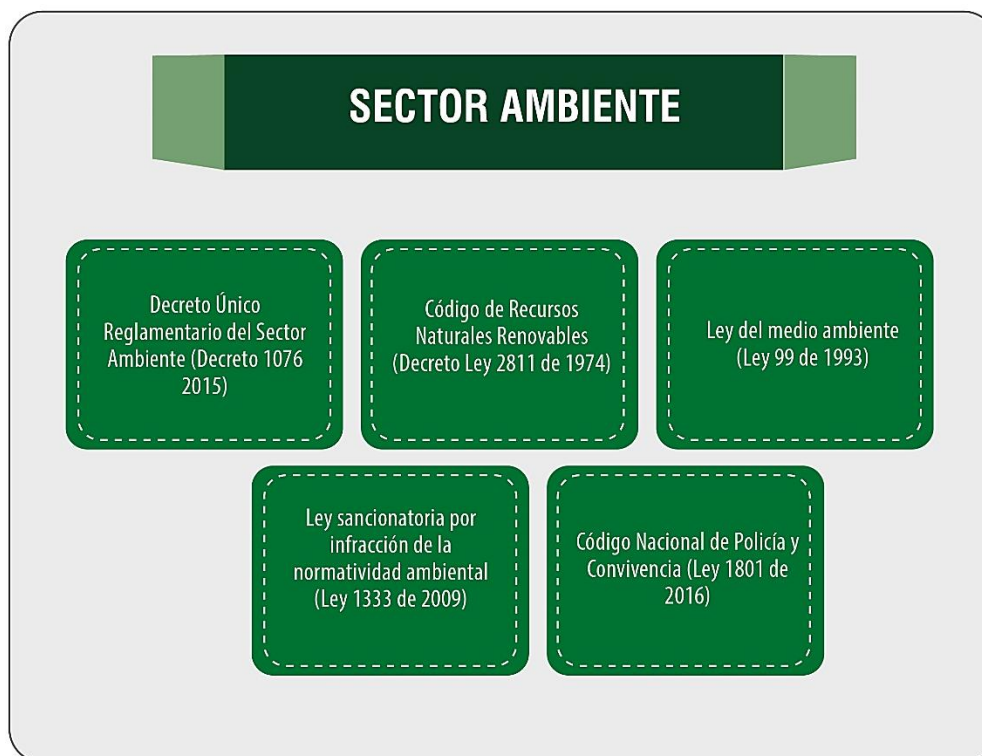 SECTOR AMBIENTE
Decreto Único
Reglamentario del Sector
Ambiente (Decreto 1076
2015)
Código de Recursos
Naturales Renovables
(Decreto Ley 2811 de 1974)
Ley del medio ambiente
(Ley 99 de 1993)
Ley sancionatoria por
infracción de la
normatividad ambiental
(Ley 1333 de 2009)
Código Nacional de Policía y
Convivencia (Ley 1801 de
2016)